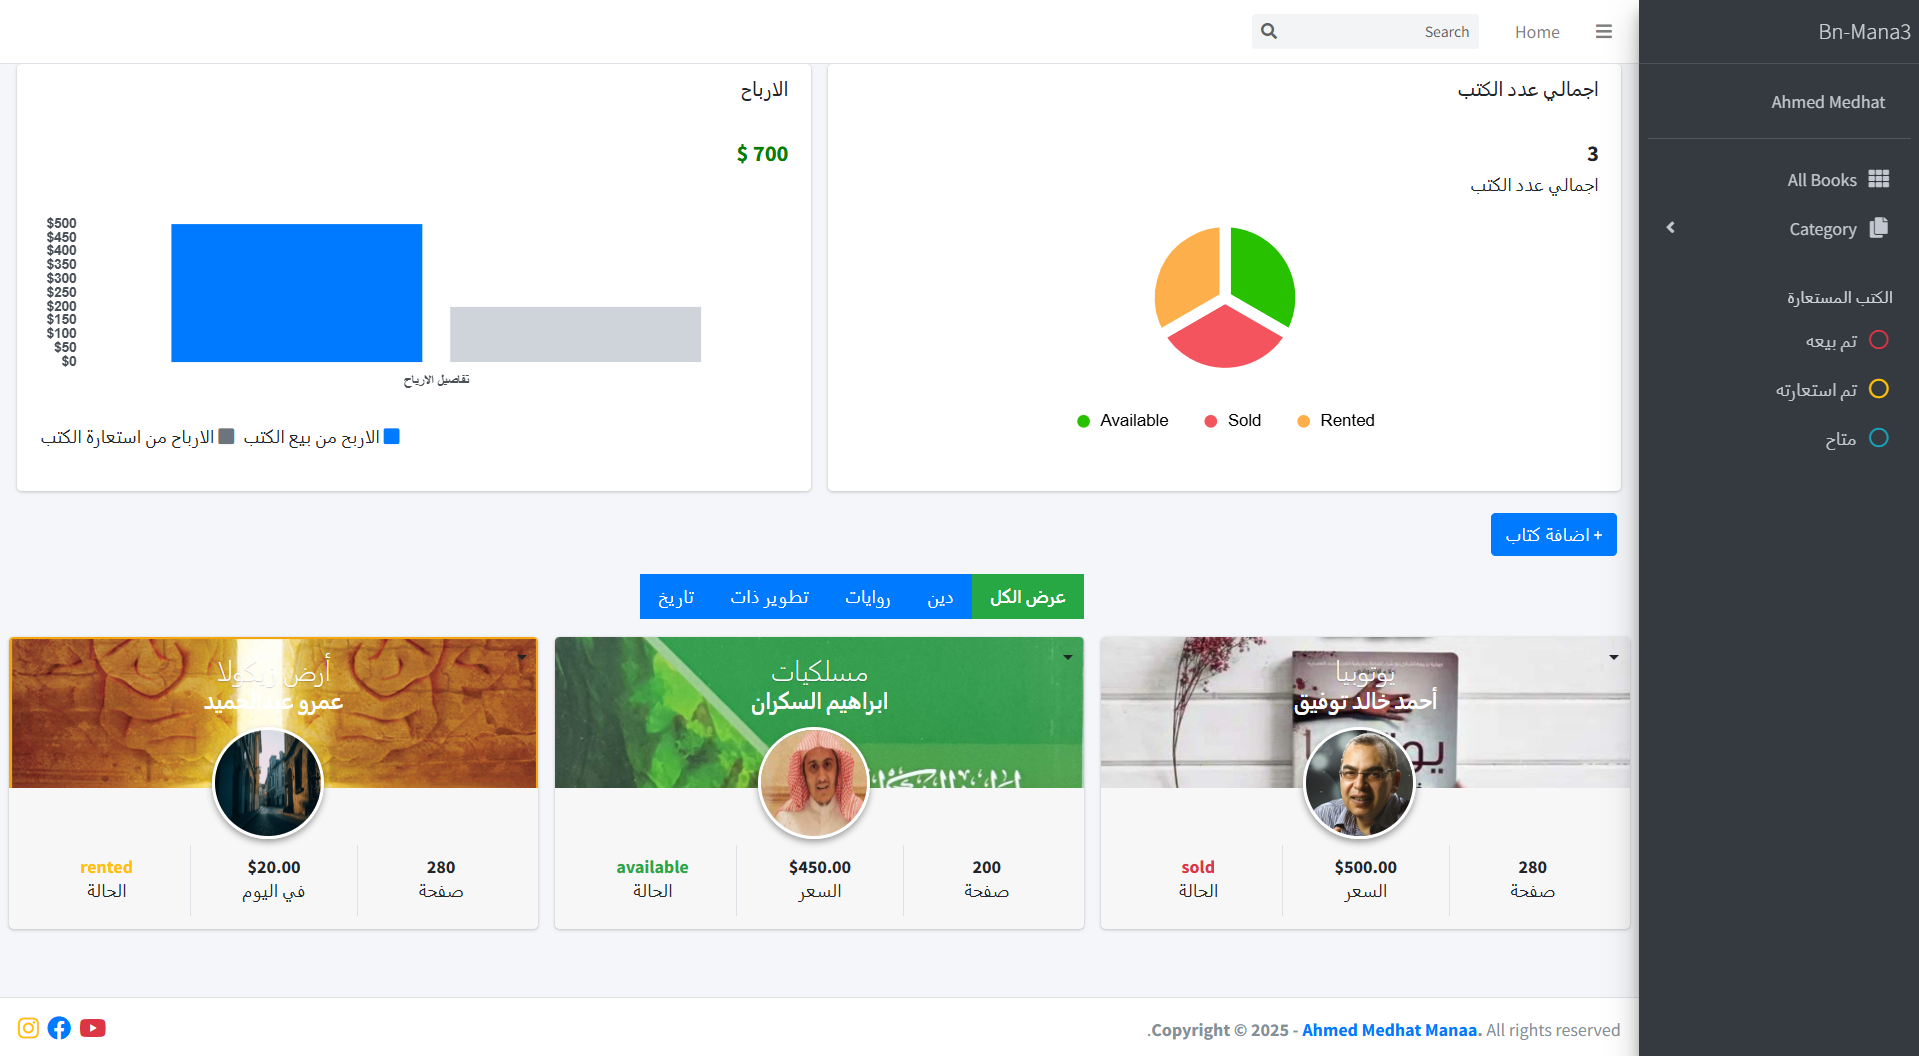 Bn-Mana3
Ahmed Medhat
All Books
Category
الكتب المستعارة
تم بيعه
تم استعارته
متاح
Home
Search
اجمالي عدد الكتب
3
اجمالي عدد الكتب
Available
Sold
Rented
الارباح
$ 700
$500
$450
$400
$350
$300
$250
$200
$150
$100
$50
$0
تفاصيل الارباح
الاربح من بيع الكتب
الارباح من استعارة الكتب
+ اضافة كتاب
عرض الكل
دين
روايات
تطوير ذات
تاريخ
يوتوبيا
أحمد خالد توفيق
280
صفحة
$500.00
السعر
sold
الحالة
مسلكيات
ابراهيم السكران
200
صفحة
$450.00
السعر
available
الحالة
أرض زيكولا
عمرو عبدالحميد
280
صفحة
$20.00
في اليوم
rented
الحالة
.Copyright © 2025 - Ahmed Medhat Manaa. All rights reserved